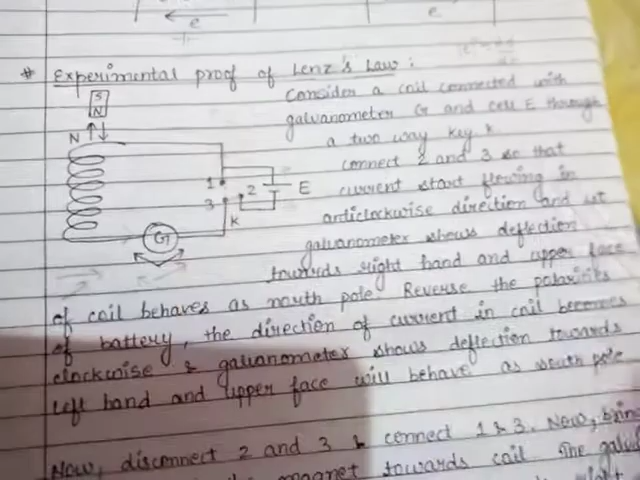 e
e
* Experimental proof of Lenz's Law :
S
N
N
Consider a coil connected with
galvanometer G and cell E through
a two way key k
connect 2 and 3 so that
current start flowing in
anticlockwise direction and let
galvanometer shows deflection
towards right hand and upper face
1
2
3
E
K
G
of coil behaves as north pole. Reverse the polarities
of battery, the direction of current in coil becomes
clockwise & galvanometer shows deflection towards
left hand and upper face will behave as south pole
Now, disconnect 2 and 3 & connect 1 & 3. Now, bring
magnet towards coil The